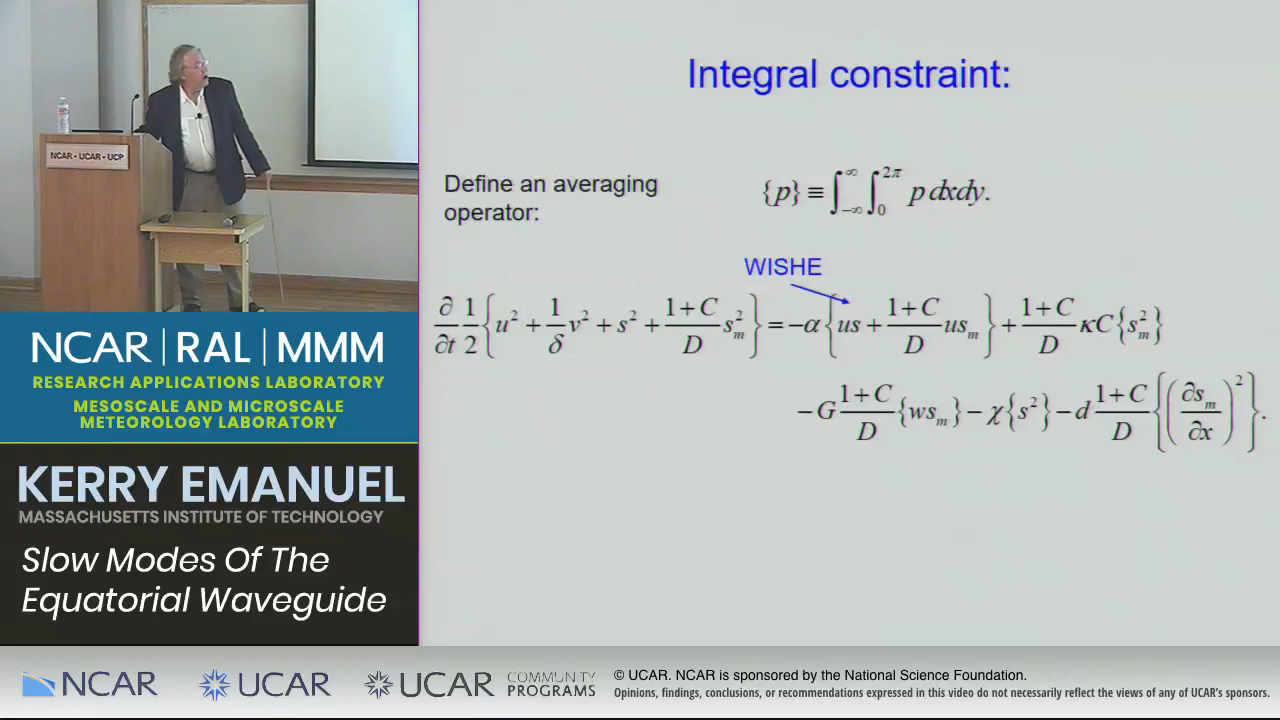 NCAR • UCAR • UCP
Integral constraint:
Define an averaging
operator:
{p} ≡ ∫_{-∞}^{∞} ∫_0^{2π} p dxdy.
WISHE
∂/∂t 1/2 {u² + 1/δ v² + s² + (1+C)/D s_m²} = -α {us + (1+C)/D us_m} + (1+C)/D κC {s_m²}
-G (1+C)/D {ws_m} - χ{s²} - d (1+C)/D {(∂s_m/∂x)²}.
NCAR | RAL | MMM
RESEARCH APPLICATIONS LABORATORY
MESOSCALE AND MICROSCALE
METEOROLOGY LABORATORY
KERRY EMANUEL
MASSACHUSETTS INSTITUTE OF TECHNOLOGY
Slow Modes Of The
Equatorial Waveguide
NCAR
UCAR
UCAR COMMUNITY PROGRAMS
© UCAR. NCAR is sponsored by the National Science Foundation.
Opinions, findings, conclusions, or recommendations expressed in this video do not necessarily reflect the views of any of UCAR's sponsors.